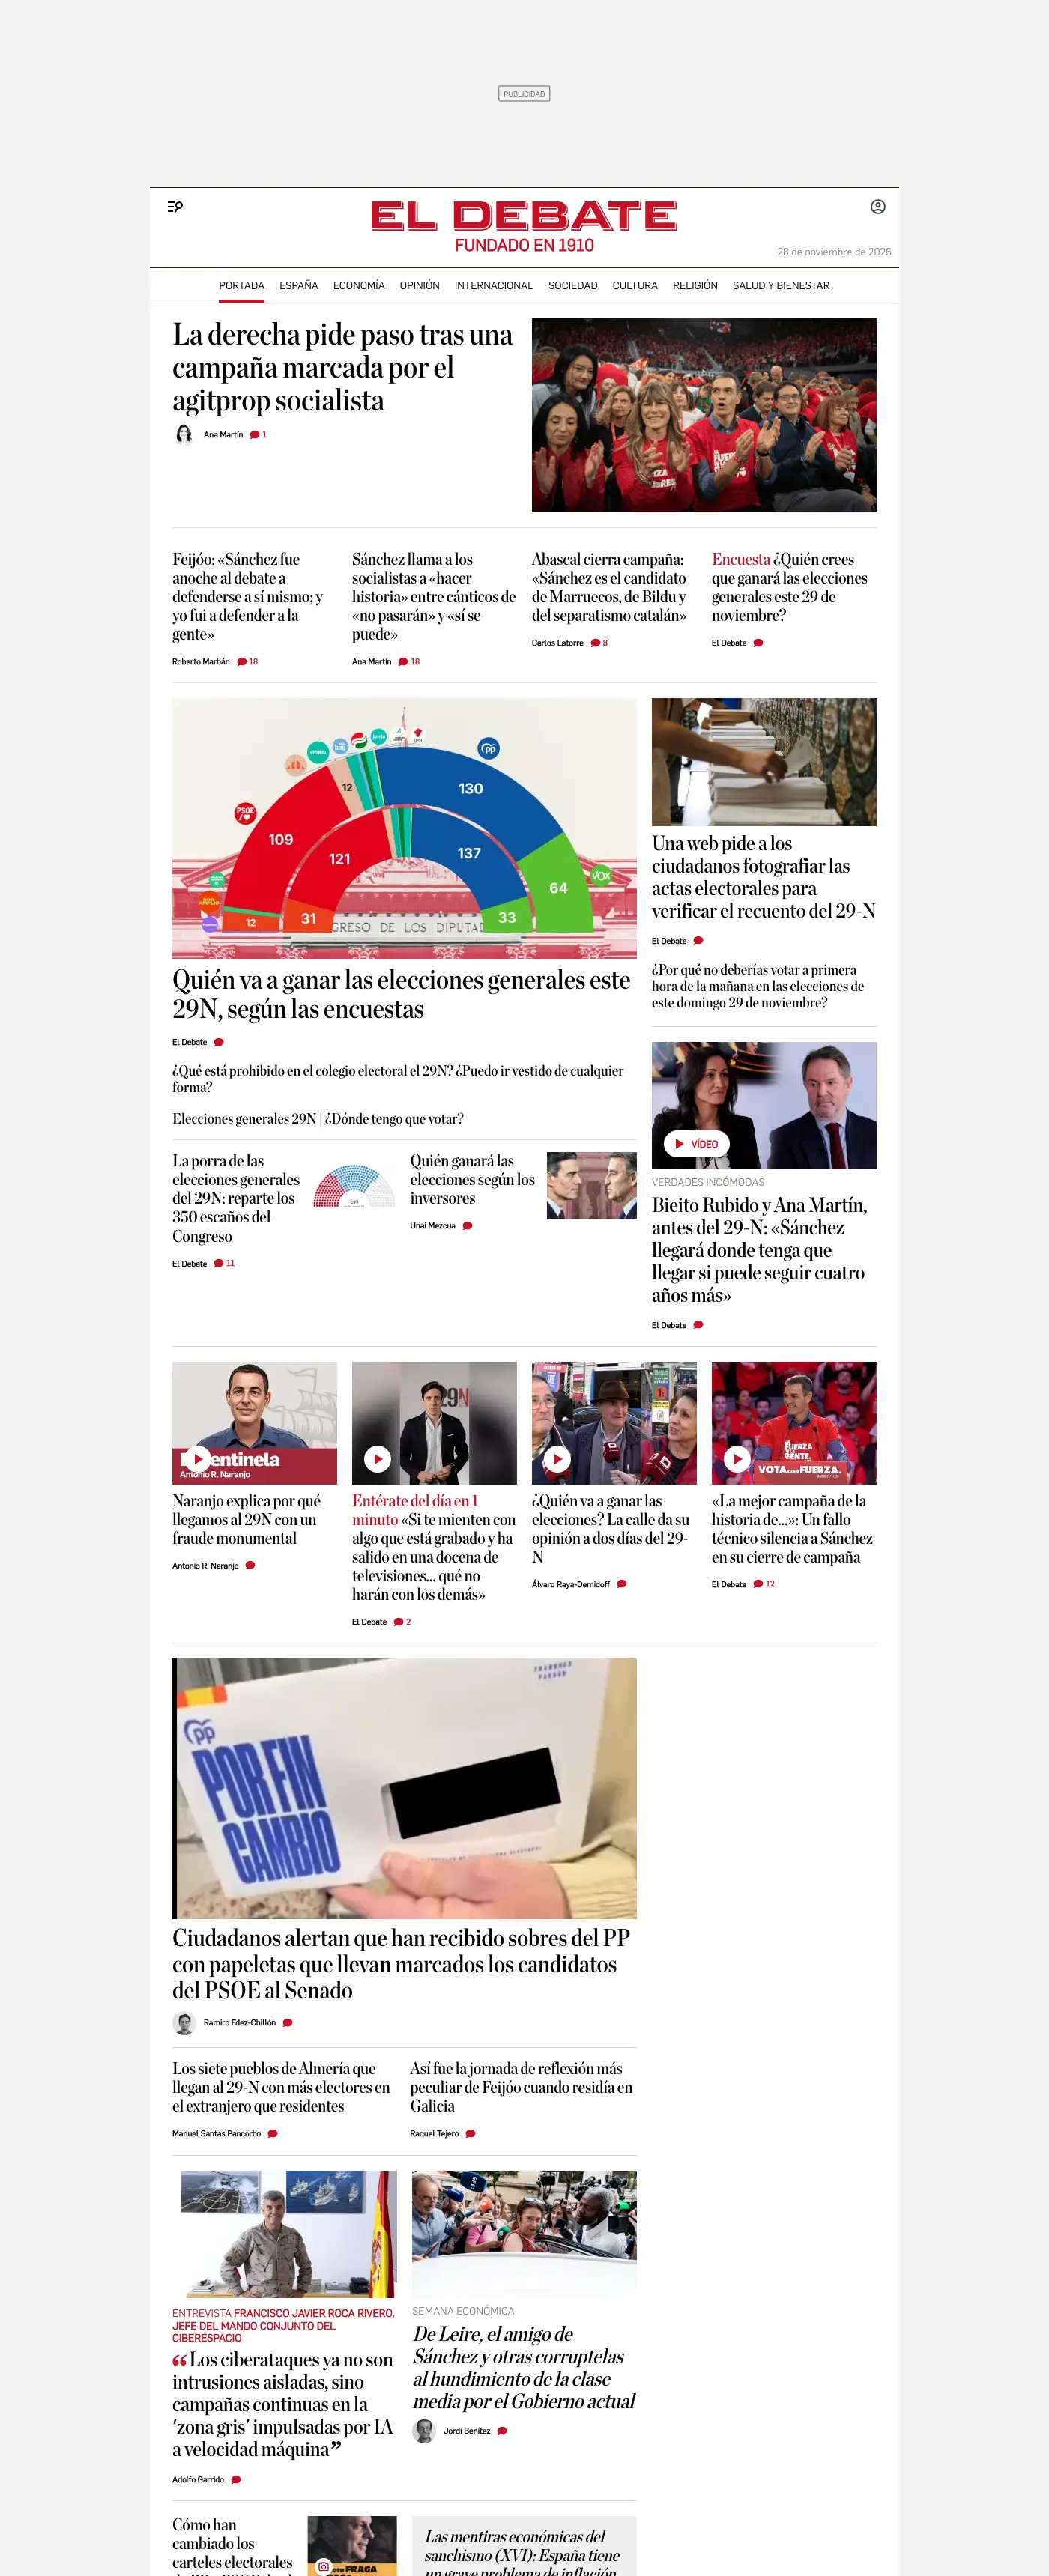 PUBLICIDAD
EL DEBATE
FUNDADO EN 1910
28 de noviembre de 2026
PORTADA ESPAÑA ECONOMÍA OPINIÓN INTERNACIONAL SOCIEDAD CULTURA RELIGIÓN SALUD Y BIENESTAR
La derecha pide paso tras una
campaña marcada por el
agitprop socialista
Ana Martín 1
Feijóo: «Sánchez fue
anoche al debate a
defenderse a sí mismo; y
yo fui a defender a la
gente»
Roberto Marbán 18
Sánchez llama a los
socialistas a «hacer
historia» entre cánticos de
«no pasarán» y «sí se
puede»
Ana Martín 18
Abascal cierra campaña:
«Sánchez es el candidato
de Marruecos, de Bildu y
del separatismo catalán»
Carlos Latorre 8
Encuesta ¿Quién crees
que ganará las elecciones
generales este 29 de
noviembre?
El Debate
PP
PSOE
VOX
12
130
109
121
137
64
12
31
33
GRESO DE LOS DIPUTAD
Quién va a ganar las elecciones generales este
29N, según las encuestas
El Debate
¿Qué está prohibido en el colegio electoral el 29N? ¿Puedo ir vestido de cualquier
forma?
Elecciones generales 29N | ¿Dónde tengo que votar?
La porra de las
elecciones generales
del 29N: reparte los
350 escaños del
Congreso
El Debate 11
Quién ganará las
elecciones según los
inversores
Unai Mezcua
Una web pide a los
ciudadanos fotografiar las
actas electorales para
verificar el recuento del 29-N
El Debate
¿Por qué no deberías votar a primera
hora de la mañana en las elecciones de
este domingo 29 de noviembre?
VÍDEO
VERDADES INCÓMODAS
Bieito Rubido y Ana Martín,
antes del 29-N: «Sánchez
llegará donde tenga que
llegar si puede seguir cuatro
años más»
El Debate
entinela
Antonio R. Naranjo
Naranjo explica por qué
llegamos al 29N con un
fraude monumental
Antonio R. Naranjo
29N
Entérate del día en 1
minuto «Si te mienten con
algo que está grabado y ha
salido en una docena de
televisiones... qué no
harán con los demás»
El Debate 2
¿Quién va a ganar las
elecciones? La calle da su
opinión a dos días del 29-
N
Álvaro Raya-Demidoff
FUERZA
GENTE
VOTA CON FUERZA.
«La mejor campaña de la
historia de...»: Un fallo
técnico silencia a Sánchez
en su cierre de campaña
El Debate 12
PP
POR FIN
CAMBIO
Ciudadanos alertan que han recibido sobres del PP
con papeletas que llevan marcados los candidatos
del PSOE al Senado
Ramiro Fdez-Chillón
Los siete pueblos de Almería que
llegan al 29-N con más electores en
el extranjero que residentes
Manuel Santas Pancorbo
Así fue la jornada de reflexión más
peculiar de Feijóo cuando residía en
Galicia
Raquel Tejero
ENTREVISTA FRANCISCO JAVIER ROCA RIVERO,
JEFE DEL MANDO CONJUNTO DEL
CIBERESPACIO
“Los ciberataques ya no son
intrusiones aisladas, sino
campañas continuas en la
'zona gris' impulsadas por IA
a velocidad máquina”
Adolfo Garrido
SEMANA ECONÓMICA
De Leire, el amigo de
Sánchez y otras corruptelas
al hundimiento de la clase
media por el Gobierno actual
Jordi Benítez
Cómo han
cambiado los
carteles electorales
FRAGA
Las mentiras económicas del
sanchismo (XVI): España tiene
un grave problema de inflación